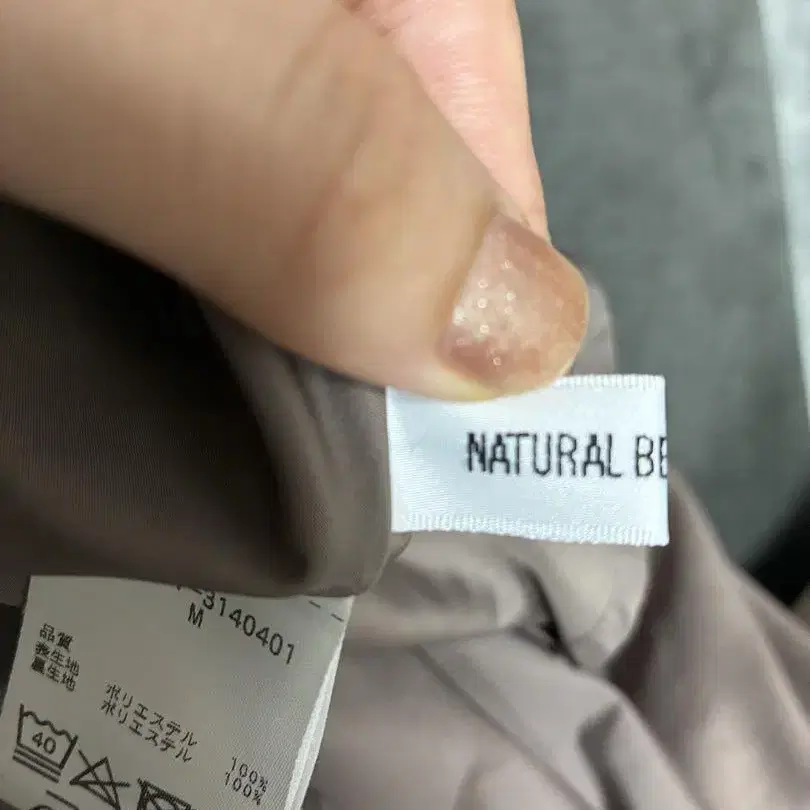 NATURAL BE
3140401
M
品質
表生地 ポリエステル 100%
裏生地 ポリエステル 100%
40